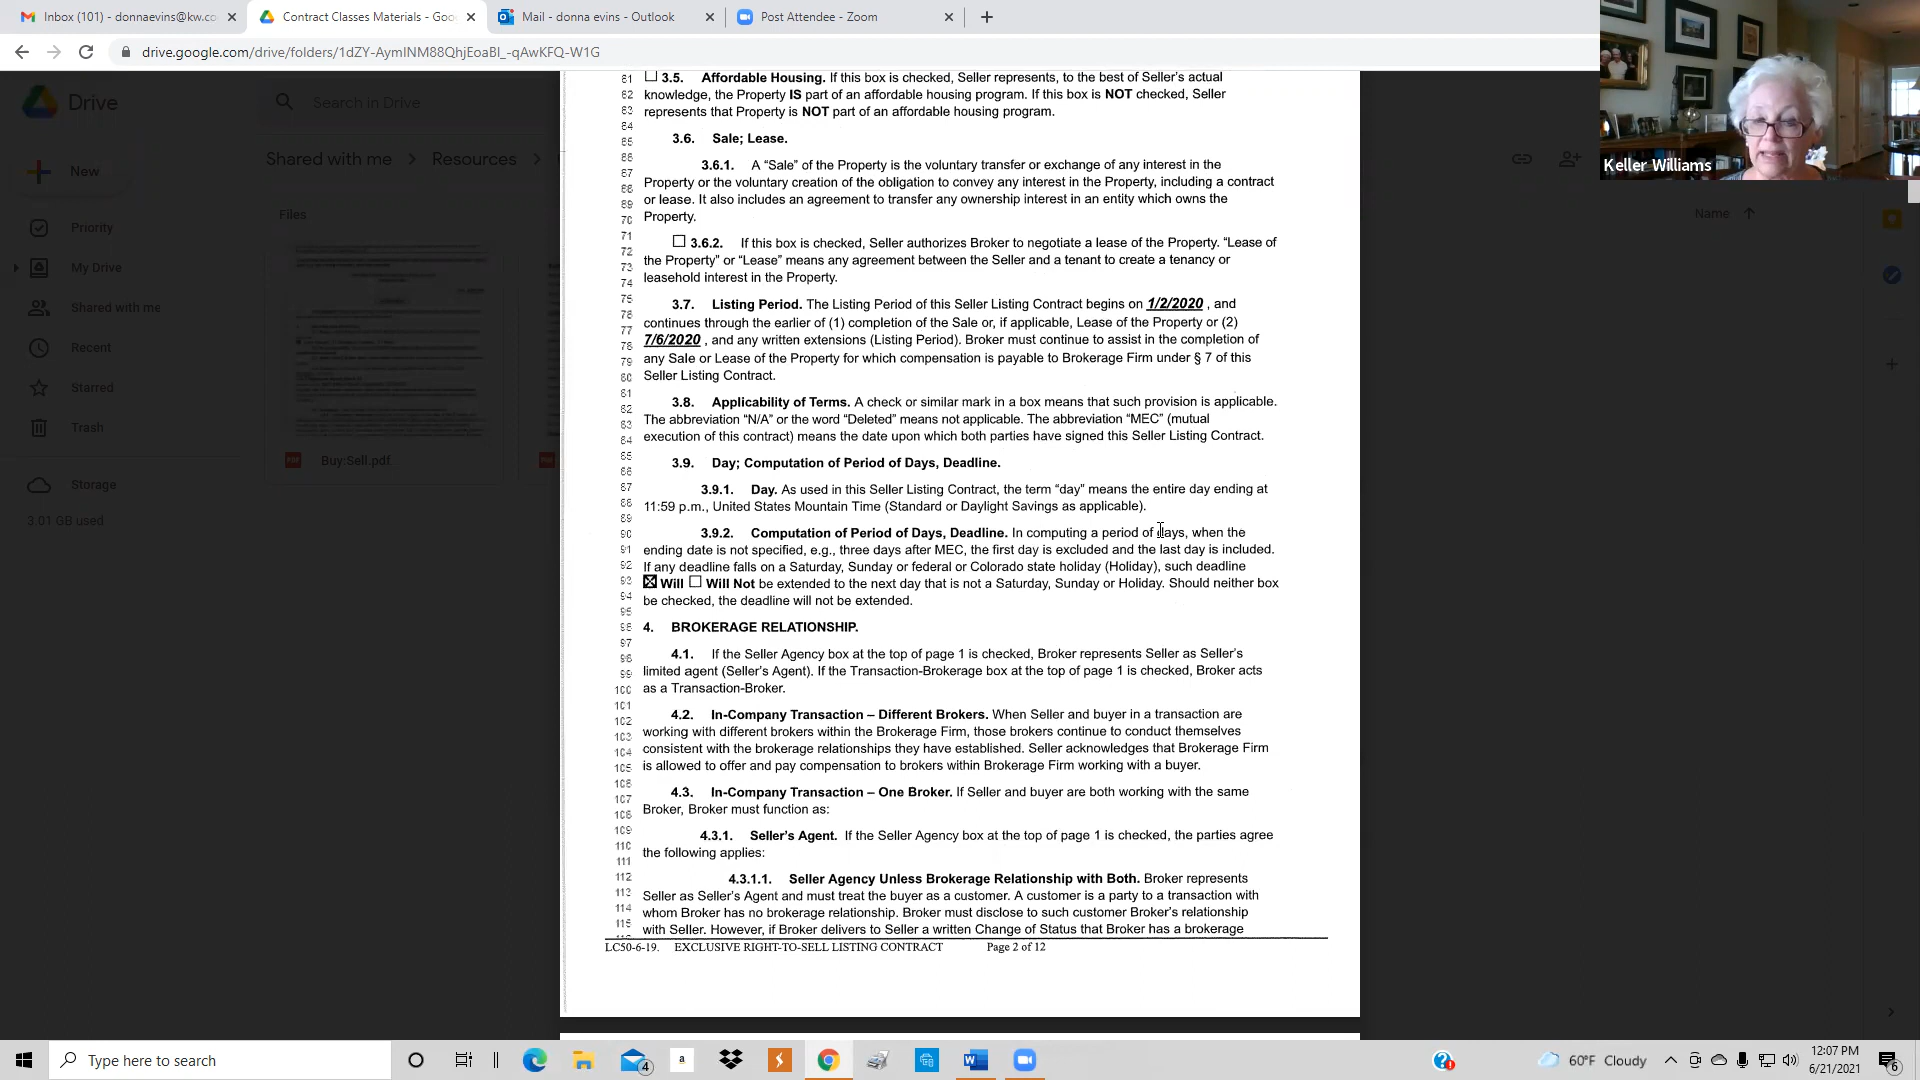 Inbox (101) - donnaevins@kw.co
Contract Classes Materials - Goo
Mail - donna evins - Outlook
Post Attendee - Zoom
drive.google.com/drive/folders/1dZY-AymINM88QhjEoaBI_-qAwKFQ-W1G
Drive
Search in Drive
New
Shared with me > Resources >
Files
Name
Priority
My Drive
Shared with me
Recent
Starred
Trash
Storage
3.01 GB used
Buy:Sell.pdf
Keller Williams
3.5. Affordable Housing. If this box is checked, Seller represents, to the best of Seller's actual
knowledge, the Property IS part of an affordable housing program. If this box is NOT checked, Seller
represents that Property is NOT part of an affordable housing program.
3.6. Sale; Lease.
3.6.1. A “Sale” of the Property is the voluntary transfer or exchange of any interest in the
Property or the voluntary creation of the obligation to convey any interest in the Property, including a contract
or lease. It also includes an agreement to transfer any ownership interest in an entity which owns the
Property.
3.6.2. If this box is checked, Seller authorizes Broker to negotiate a lease of the Property. “Lease of
the Property” or “Lease” means any agreement between the Seller and a tenant to create a tenancy or
leasehold interest in the Property.
3.7. Listing Period. The Listing Period of this Seller Listing Contract begins on 1/2/2020 , and
continues through the earlier of (1) completion of the Sale or, if applicable, Lease of the Property or (2)
7/6/2020 , and any written extensions (Listing Period). Broker must continue to assist in the completion of
any Sale or Lease of the Property for which compensation is payable to Brokerage Firm under § 7 of this
Seller Listing Contract.
3.8. Applicability of Terms. A check or similar mark in a box means that such provision is applicable.
The abbreviation “N/A” or the word “Deleted” means not applicable. The abbreviation “MEC” (mutual
execution of this contract) means the date upon which both parties have signed this Seller Listing Contract.
3.9. Day; Computation of Period of Days, Deadline.
3.9.1. Day. As used in this Seller Listing Contract, the term “day” means the entire day ending at
11:59 p.m., United States Mountain Time (Standard or Daylight Savings as applicable).
3.9.2. Computation of Period of Days, Deadline. In computing a period of days, when the
ending date is not specified, e.g., three days after MEC, the first day is excluded and the last day is included.
If any deadline falls on a Saturday, Sunday or federal or Colorado state holiday (Holiday), such deadline
Will Will Not be extended to the next day that is not a Saturday, Sunday or Holiday. Should neither box
be checked, the deadline will not be extended.
4. BROKERAGE RELATIONSHIP.
4.1. If the Seller Agency box at the top of page 1 is checked, Broker represents Seller as Seller's
limited agent (Seller's Agent). If the Transaction-Brokerage box at the top of page 1 is checked, Broker acts
as a Transaction-Broker.
4.2. In-Company Transaction – Different Brokers. When Seller and buyer in a transaction are
working with different brokers within the Brokerage Firm, those brokers continue to conduct themselves
consistent with the brokerage relationships they have established. Seller acknowledges that Brokerage Firm
is allowed to offer and pay compensation to brokers within Brokerage Firm working with a buyer.
4.3. In-Company Transaction – One Broker. If Seller and buyer are both working with the same
Broker, Broker must function as:
4.3.1. Seller's Agent. If the Seller Agency box at the top of page 1 is checked, the parties agree
the following applies:
4.3.1.1. Seller Agency Unless Brokerage Relationship with Both. Broker represents
Seller as Seller's Agent and must treat the buyer as a customer. A customer is a party to a transaction with
whom Broker has no brokerage relationship. Broker must disclose to such customer Broker's relationship
with Seller. However, if Broker delivers to Seller a written Change of Status that Broker has a brokerage
LC50-6-19. EXCLUSIVE RIGHT-TO-SELL LISTING CONTRACT Page 2 of 12
Type here to search
60°F Cloudy
12:07 PM
6/21/2021